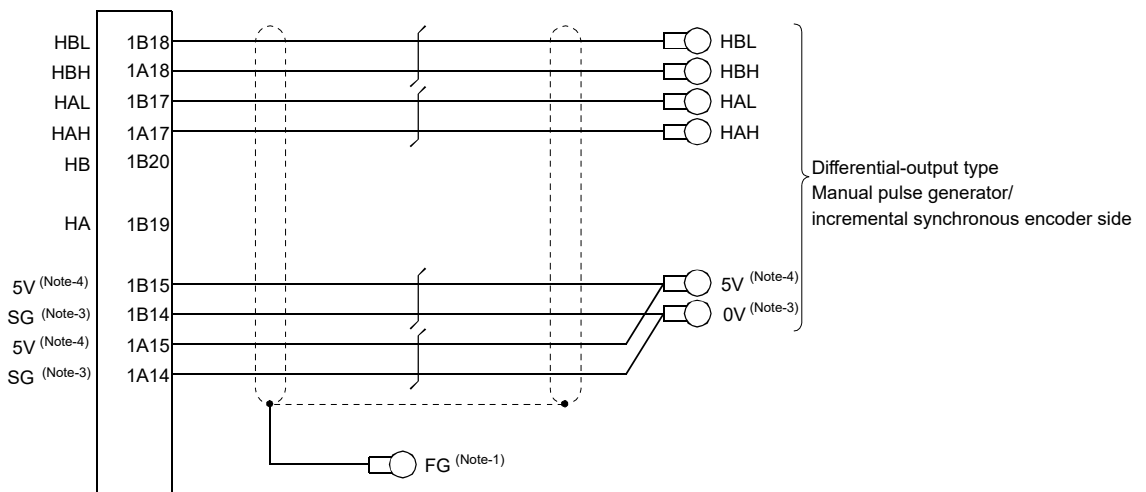 HBL 1B18 HBL
HBH 1A18 HBH
HAL 1B17 HAL
HAH 1A17 HAH
HB 1B20
Differential-output type
Manual pulse generator/
incremental synchronous encoder side
HA 1B19
5V (Note-4) 1B15 5V (Note-4)
SG (Note-3) 1B14 0V (Note-3)
5V (Note-4) 1A15
SG (Note-3) 1A14
FG (Note-1)